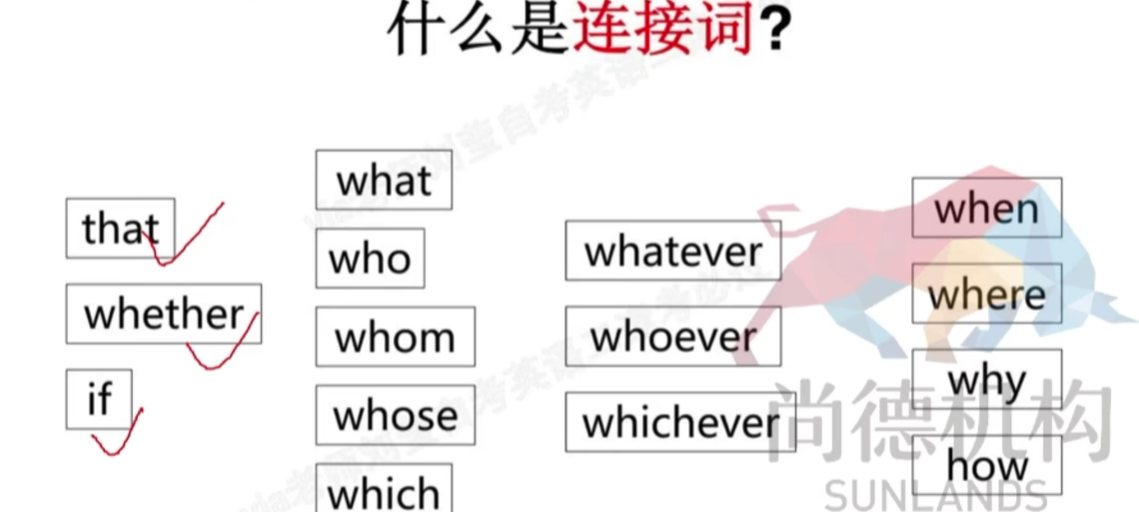 什么是连接词?
that
whether
if
what
who
whom
whose
which
whatever
whoever
whichever
when
where
why
how
尚德机构
SUNLANDS